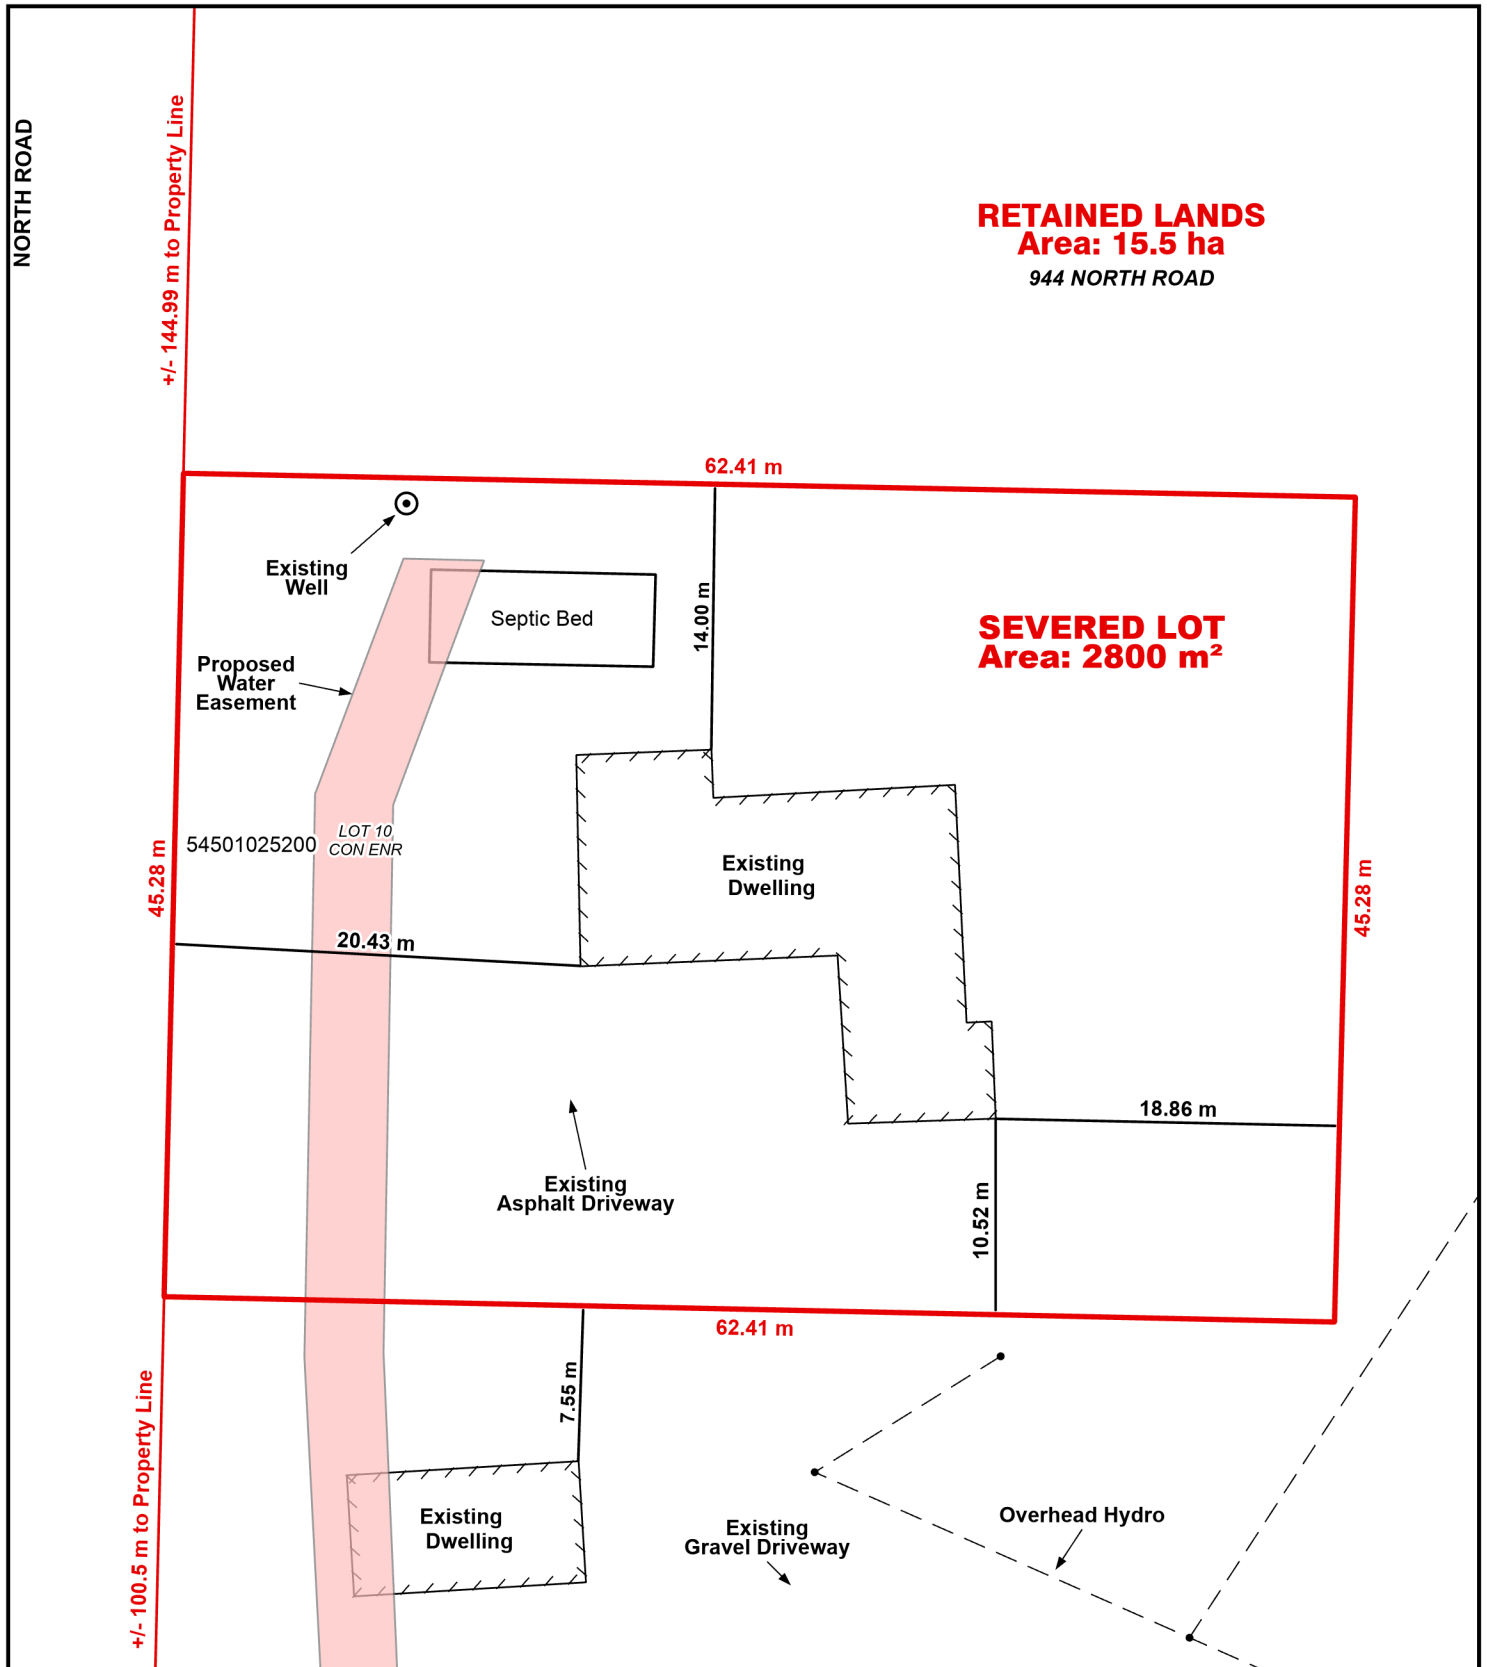 NORTH ROAD
+/- 144.99 m to Property Line
RETAINED LANDS
Area: 15.5 ha
944 NORTH ROAD
62.41 m
Existing
Well
Septic Bed
14.00 m
SEVERED LOT
Area: 2800 m²
Proposed
Water
Easement
54501025200
LOT 10
CON ENR
Existing
Dwelling
45.28 m
45.28 m
20.43 m
18.86 m
Existing
Asphalt Driveway
10.52 m
62.41 m
7.55 m
+/- 100.5 m to Property Line
Existing
Dwelling
Existing
Gravel Driveway
Overhead Hydro